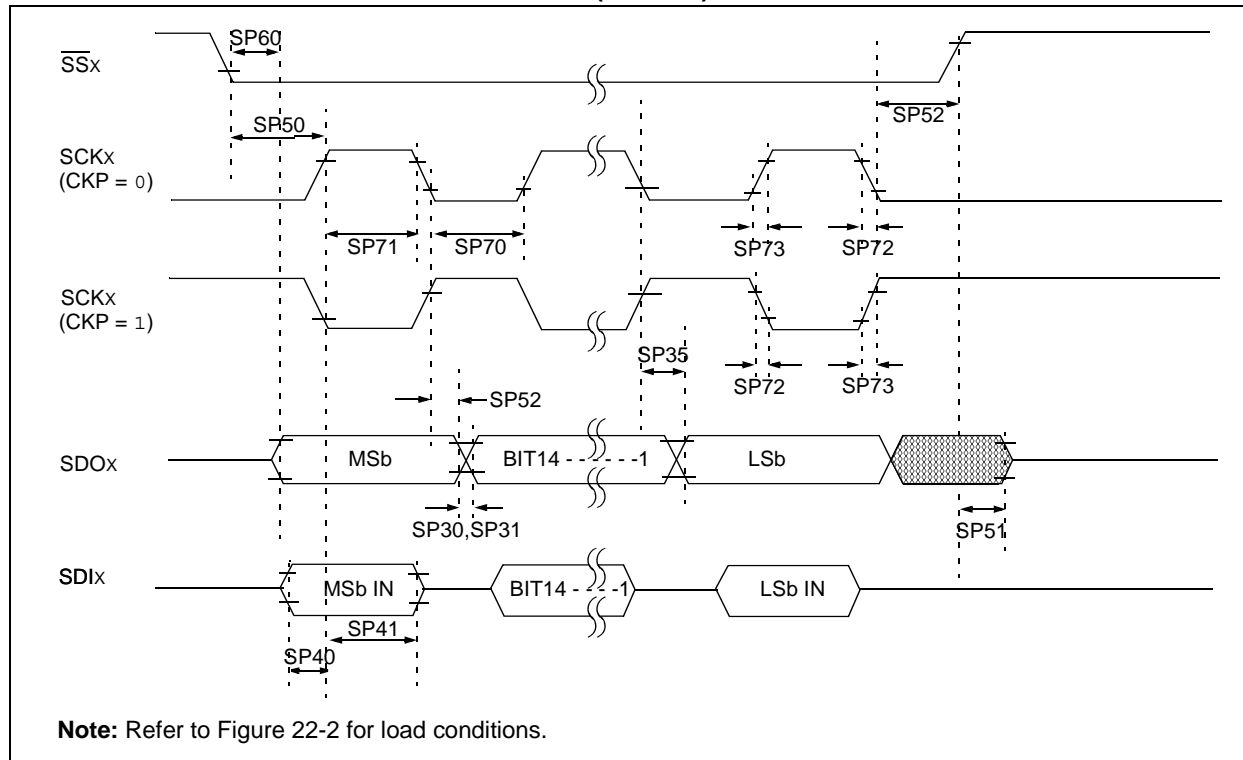 SP60
SSX
SP50
SP52
SCKX
(CKP = 0)
SP71
SP70
SP73
SP72
SCKX
(CKP = 1)
SP35
SP72
SP73
SP52
SDOX
MSb
BIT14 - - - - - -1
LSb
SP30,SP31
SP51
SDIX
MSb IN
BIT14 - - - -1
LSb IN
SP41
SP40
Note: Refer to Figure 22-2 for load conditions.